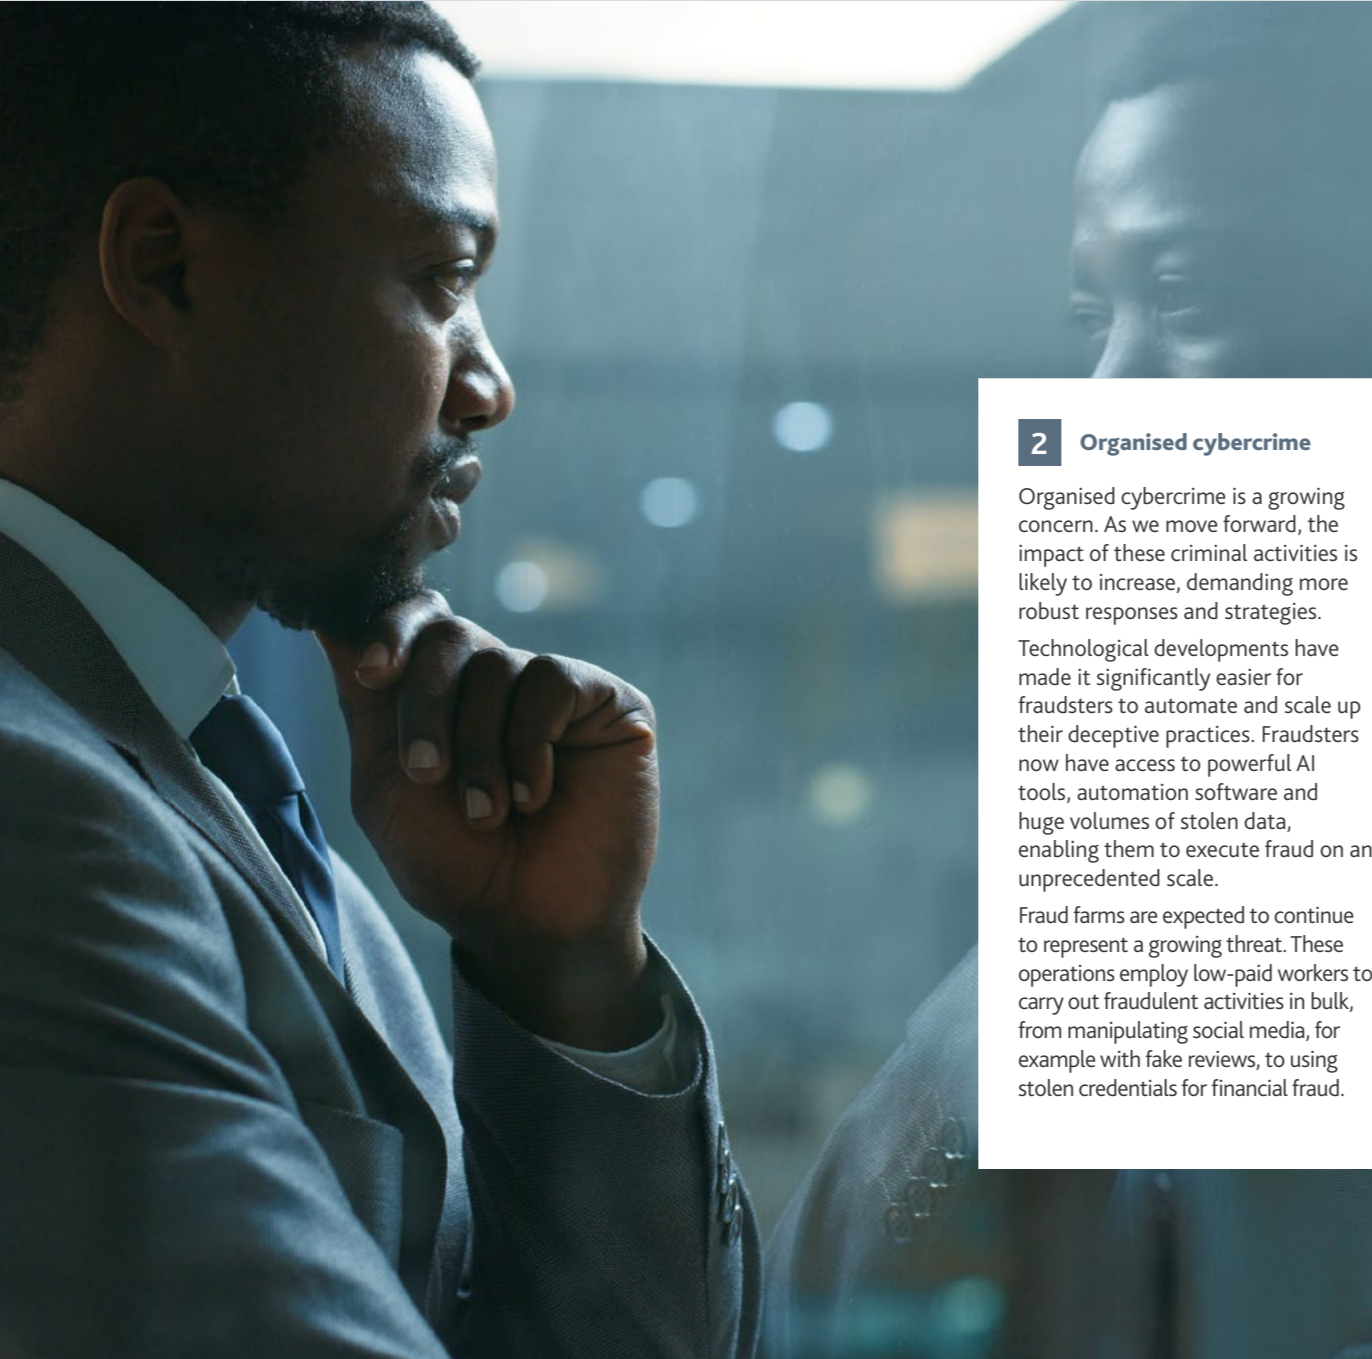 2 Organised cybercrime
Organised cybercrime is a growing
concern. As we move forward, the
impact of these criminal activities is
likely to increase, demanding more
robust responses and strategies.
Technological developments have
made it significantly easier for
fraudsters to automate and scale up
their deceptive practices. Fraudsters
now have access to powerful AI
tools, automation software and
huge volumes of stolen data,
enabling them to execute fraud on an
unprecedented scale.
Fraud farms are expected to continue
to represent a growing threat. These
operations employ low-paid workers to
carry out fraudulent activities in bulk,
from manipulating social media, for
example with fake reviews, to using
stolen credentials for financial fraud.